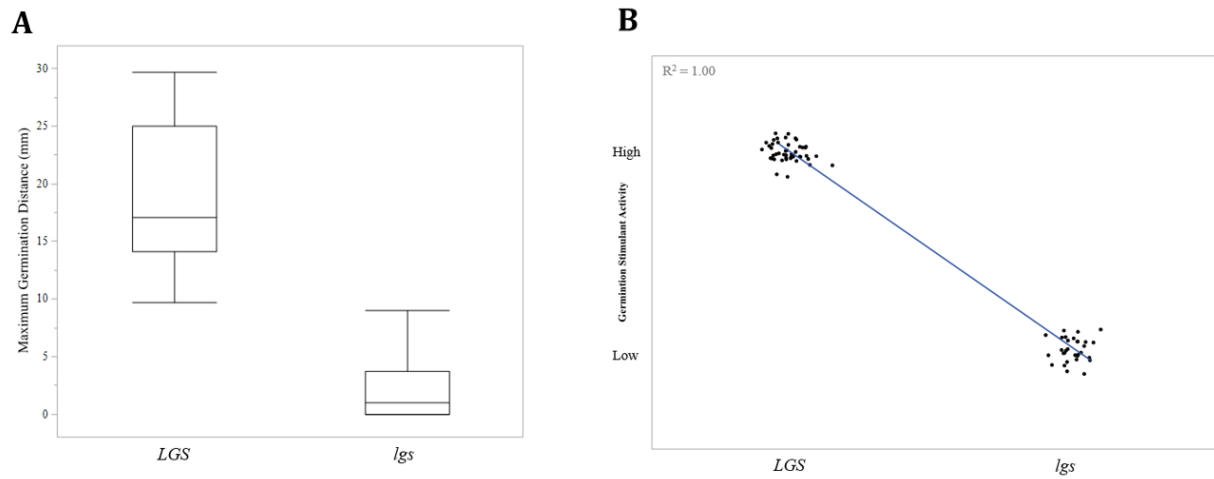 A
Maximum Germination Distance (mm)
30
25
20
15
10
5
0
LGS
lgs
B
R² = 1.00
Germintion Stimulant Activity
High
Low
LGS
lgs